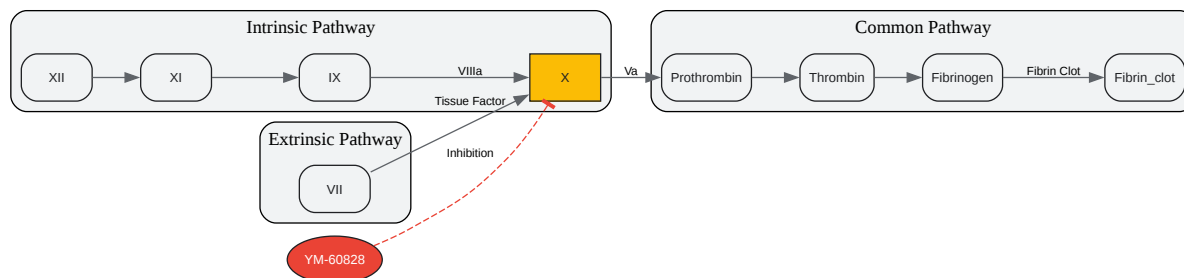 Intrinsic Pathway
Common Pathway
XII
XI
IX
VIIIa
X
Va
Prothrombin
Thrombin
Fibrinogen
Fibrin Clot
Fibrin_clot
Tissue Factor
Extrinsic Pathway
Inhibition
VII
YM-60828